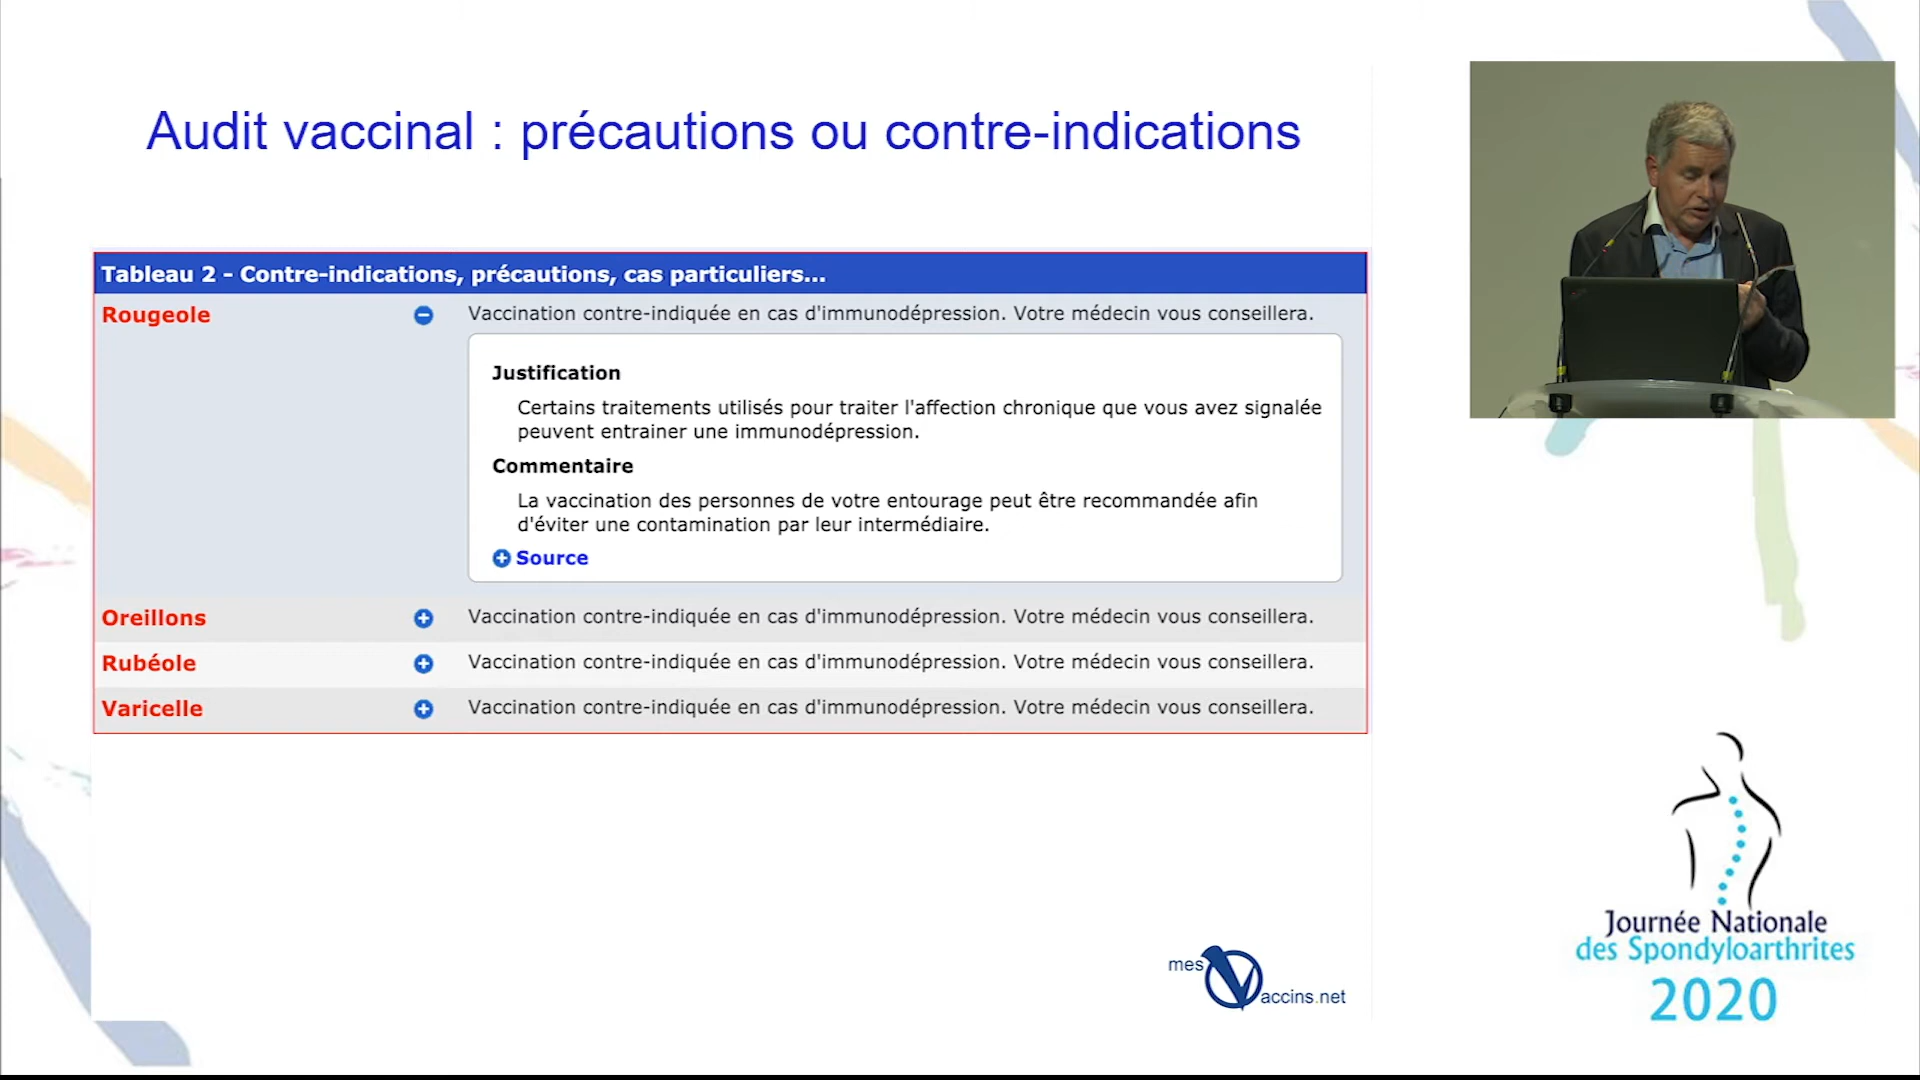 Audit vaccinal : précautions ou contre-indications
Tableau 2 - Contre-indications, précautions, cas particuliers...
Rougeole
Vaccination contre-indiquée en cas d'immunodépression. Votre médecin vous conseillera.
Justification
Certains traitements utilisés pour traiter l'affection chronique que vous avez signalée
peuvent entrainer une immunodépression.
Commentaire
La vaccination des personnes de votre entourage peut être recommandée afin
d'éviter une contamination par leur intermédiaire.
Source
Oreillons
Vaccination contre-indiquée en cas d'immunodépression. Votre médecin vous conseillera.
Rubéole
Vaccination contre-indiquée en cas d'immunodépression. Votre médecin vous conseillera.
Varicelle
Vaccination contre-indiquée en cas d'immunodépression. Votre médecin vous conseillera.
mesVaccins.net
Journée Nationale
des Spondyloarthrites
2020